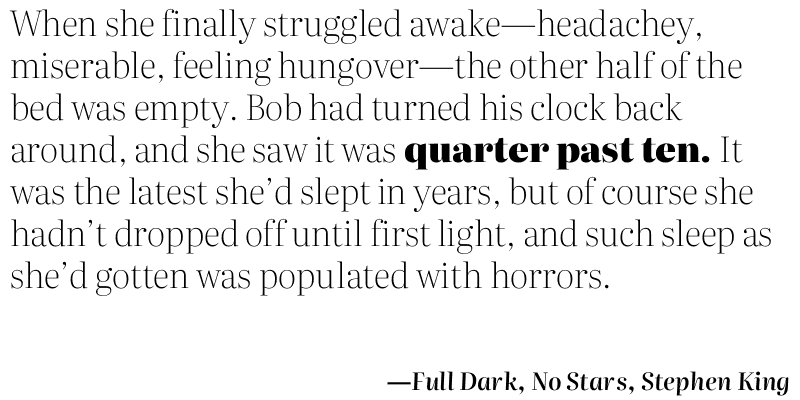 When she finally struggled awake—headachey,
miserable, feeling hungover—the other half of the
bed was empty. Bob had turned his clock back
around, and she saw it was quarter past ten. It
was the latest she’d slept in years, but of course she
hadn’t dropped off until first light, and such sleep as
she’d gotten was populated with horrors.
—Full Dark, No Stars, Stephen King